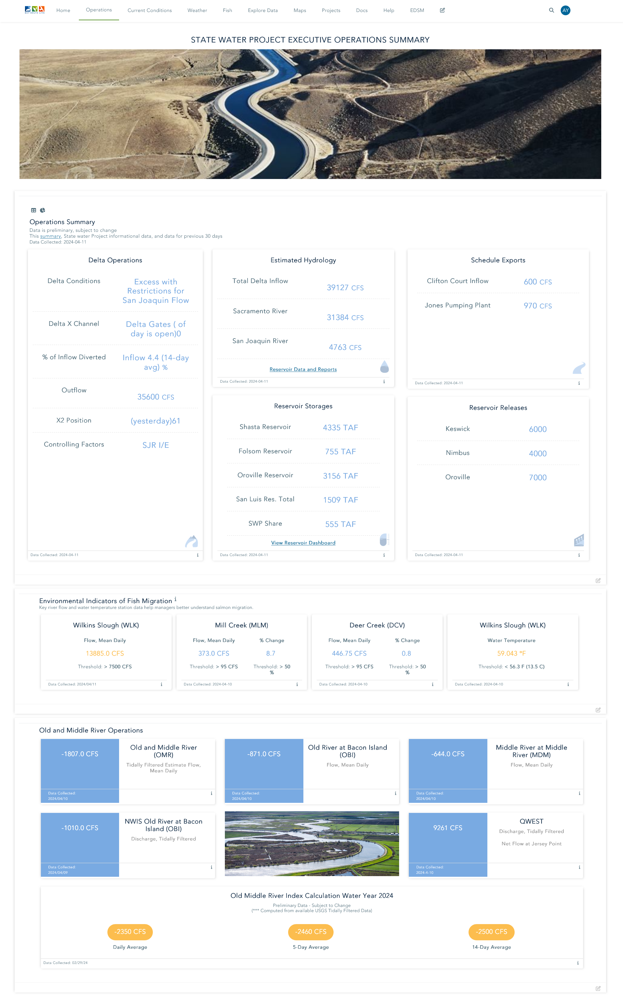 BAY-DELTA LIVE
Home
Operations
Current Conditions
Weather
Fish
Explore Data
Maps
Projects
Docs
Help
EDSM
AY
STATE WATER PROJECT EXECUTIVE OPERATIONS SUMMARY
Operations Summary
Data is preliminary, subject to change
This summary, State water Project informational data, and data for previous 30 days
Data Collected: 2024-04-11
Delta Operations
Delta Conditions
Excess with
Restrictions for
San Joaquin Flow
Delta X Channel
Delta Gates ( of
day is open)0
% of Inflow Diverted
Inflow 4.4 (14-day
avg) %
Outflow
35600 CFS
X2 Position
(yesterday)61
Controlling Factors
SJR I/E
Data Collected: 2024-04-11
Estimated Hydrology
Total Delta Inflow
39127 CFS
Sacramento River
31384 CFS
San Joaquin River
4763 CFS
Reservoir Data and Reports
Data Collected: 2024-04-11
Schedule Exports
Clifton Court Inflow
600 CFS
Jones Pumping Plant
970 CFS
Data Collected: 2024-04-11
Reservoir Storages
Shasta Reservoir
4335 TAF
Folsom Reservoir
755 TAF
Oroville Reservoir
3156 TAF
San Luis Res. Total
1509 TAF
SWP Share
555 TAF
View Reservoir Dashboard
Data Collected: 2024-04-11
Reservoir Releases
Keswick
6000
Nimbus
4000
Oroville
7000
Data Collected: 2024-04-11
Environmental Indicators of Fish Migration
Key river flow and water temperature station data help managers better understand salmon migration.
Wilkins Slough (WLK)
Flow, Mean Daily
13885.0 CFS
Threshold: > 7500 CFS
Data Collected: 2024/04/11
Mill Creek (MLM)
Flow, Mean Daily
373.0 CFS
Threshold: > 95 CFS
% Change
8.7
Threshold: > 50
%
Data Collected: 2024-04-10
Deer Creek (DCV)
Flow, Mean Daily
446.75 CFS
Threshold: > 95 CFS
% Change
0.8
Threshold: > 50
%
Data Collected: 2024-04-10
Wilkins Slough (WLK)
Water Temperature
59.043 °F
Threshold: < 56.3 F (13.5 C)
Data Collected: 2024-04-10
Old and Middle River Operations
-1807.0 CFS
Data Collected:
2024/04/10
Old and Middle River
(OMR)
Tidally Filtered Estimate Flow,
Mean Daily
-871.0 CFS
Data Collected:
2024/04/10
Old River at Bacon Island
(OBI)
Flow, Mean Daily
-644.0 CFS
Data Collected:
2024/04/10
Middle River at Middle
River (MDM)
Flow, Mean Daily
-1010.0 CFS
Data Collected:
2024/04/09
NWIS Old River at Bacon
Island (OBI)
Discharge, Tidally Filtered
9261 CFS
Data Collected:
2024-4-10
QWEST
Discharge, Tidally Filtered
Net Flow at Jersey Point
Old Middle River Index Calculation Water Year 2024
Preliminary Data - Subject to Change
(*** Computed from available USGS Tidally Filtered Data)
-2350 CFS
Daily Average
-2460 CFS
5-Day Average
-2500 CFS
14-Day Average
Data Collected: 02/29/24